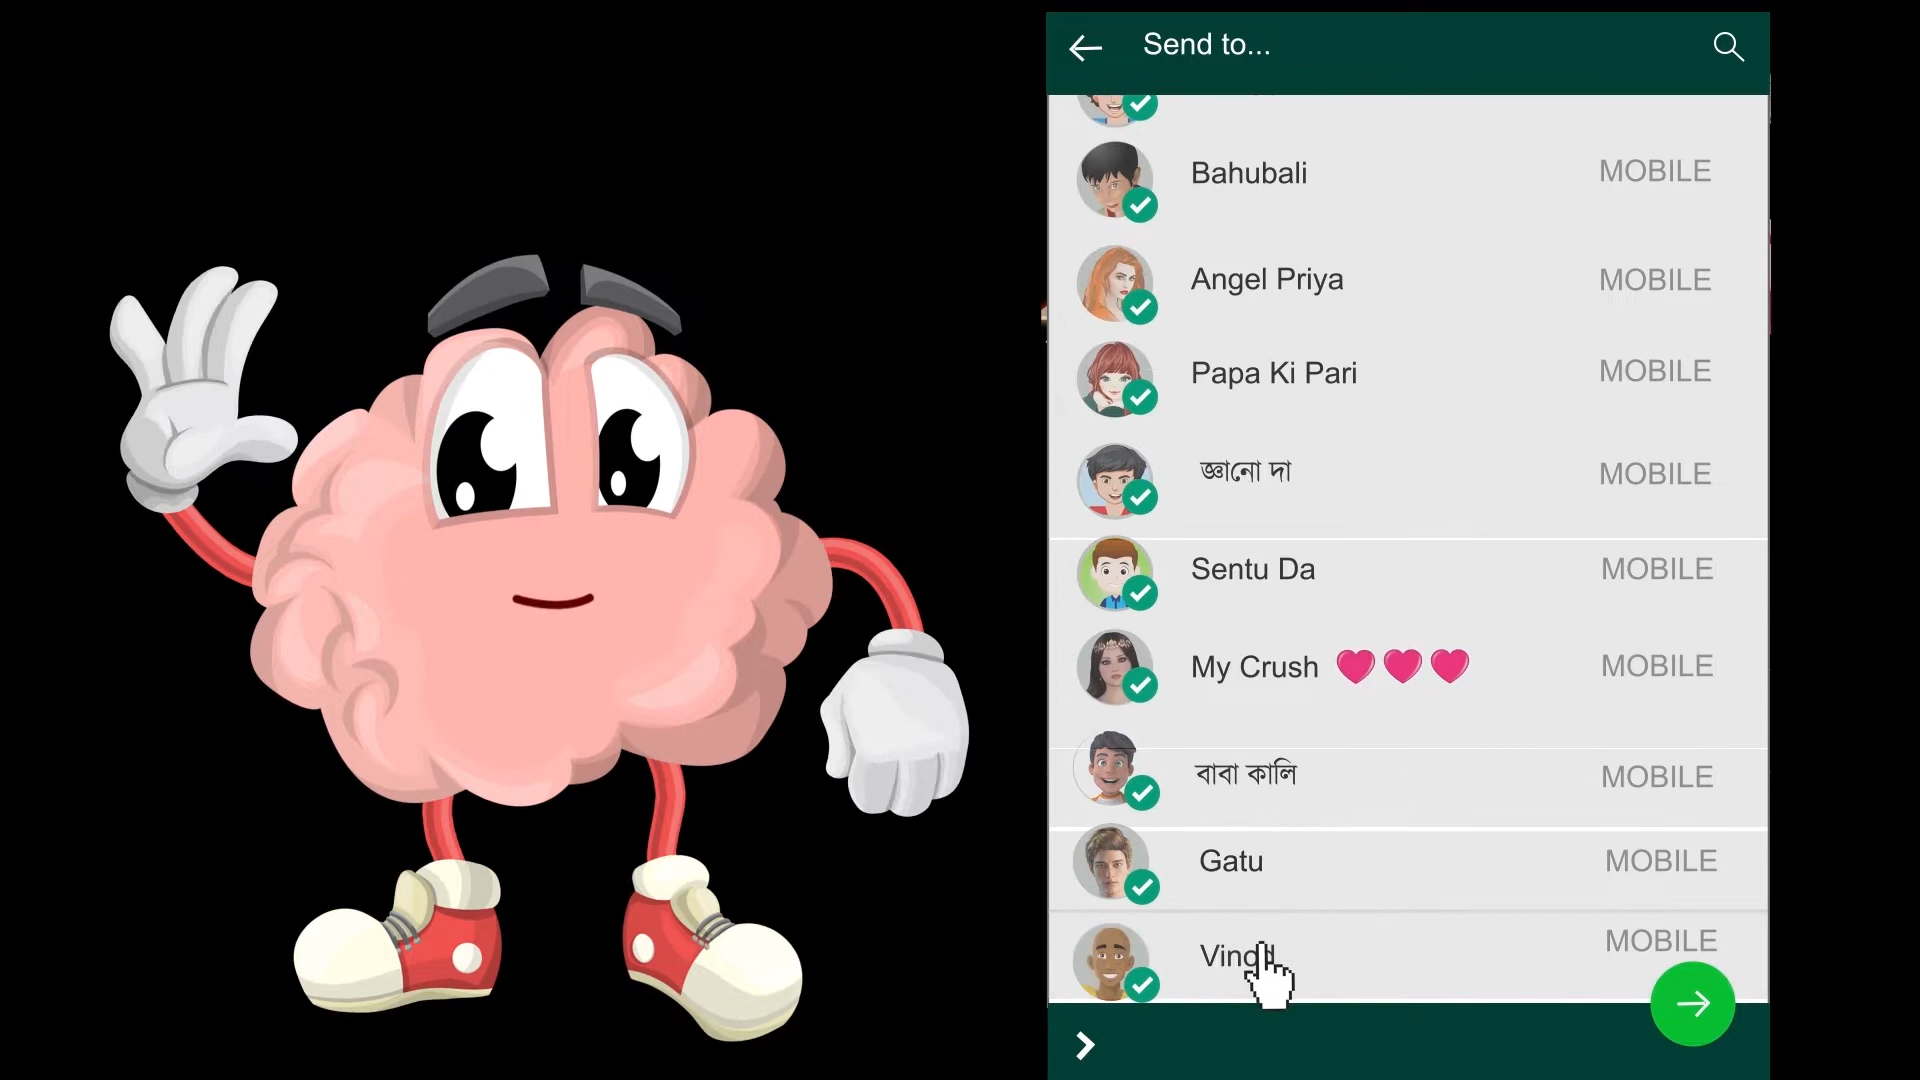 Send to...
Bahubali MOBILE
Angel Priya MOBILE
Papa Ki Pari MOBILE
জ্ঞানো দা MOBILE
Sentu Da MOBILE
My Crush MOBILE
বাবা কালি MOBILE
Gatu MOBILE
MOBILE